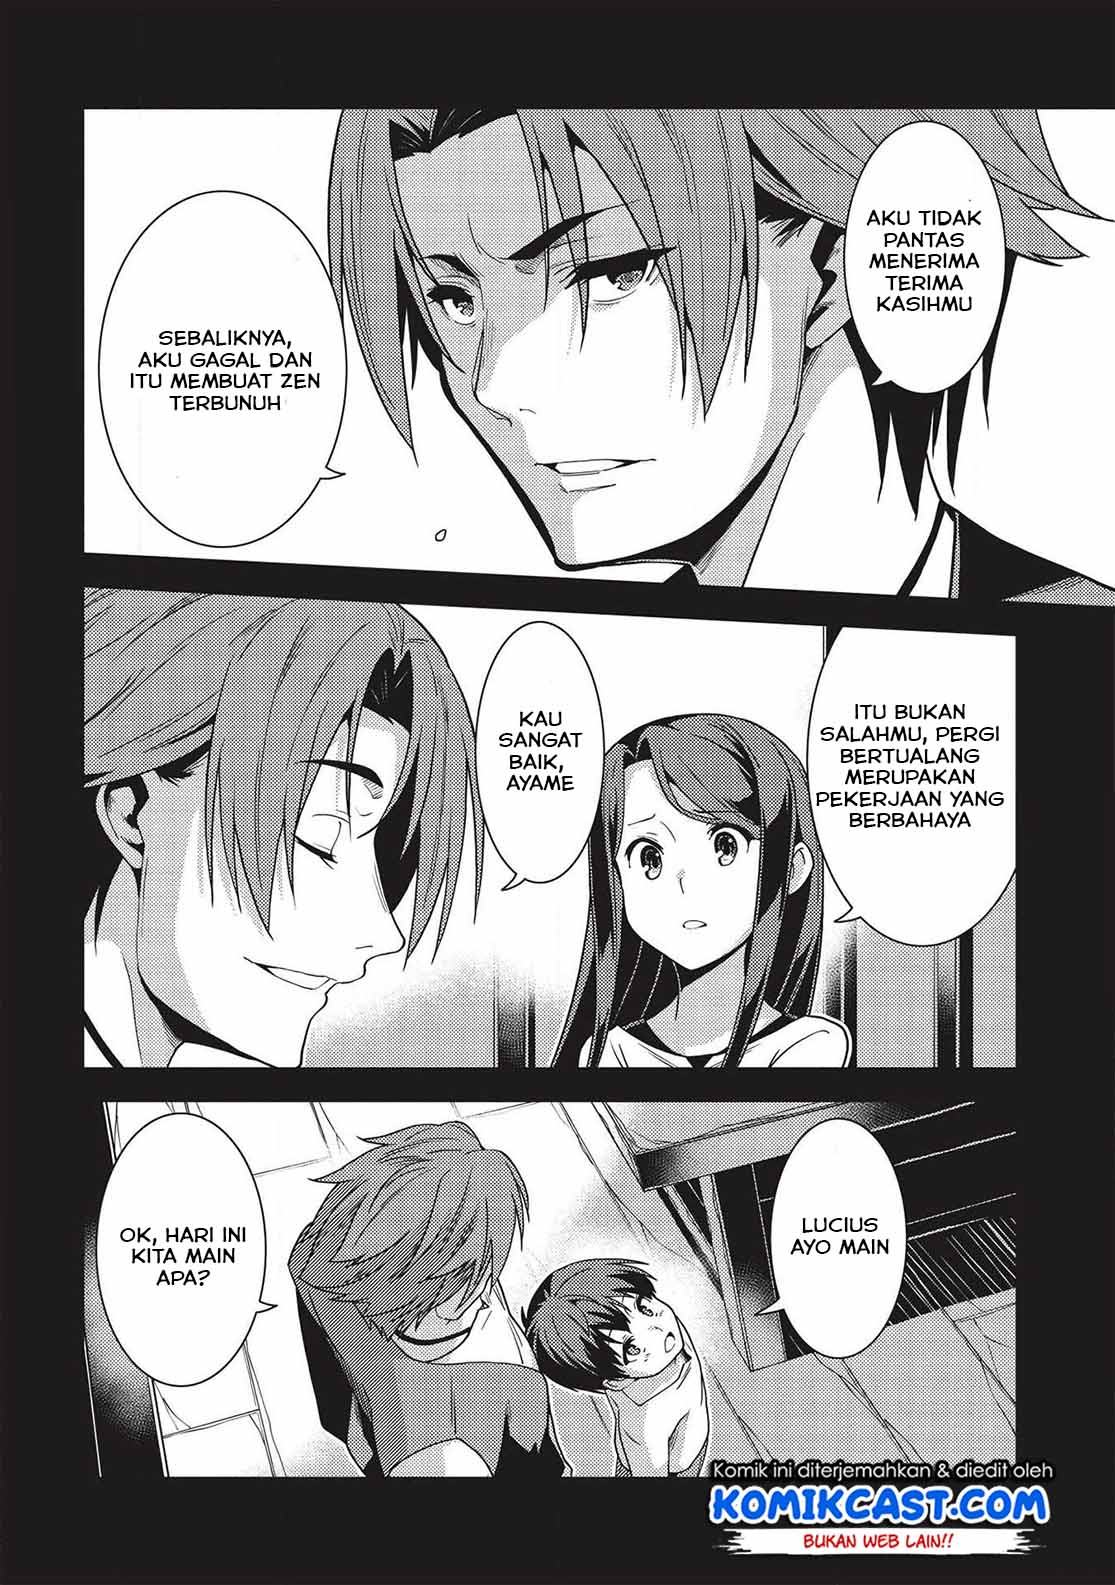 AKU TIDAK
PANTAS
MENERIMA
TERIMA
KASIHMU
SEBALIKNYA,
AKU GAGAL DAN
ITU MEMBUAT ZEN
TERBUNUH
ITU BUKAN
SALAHMU, PERGI
BERTUALANG
MERUPAKAN
PEKERJAAN YANG
BERBAHAYA
KAU
SANGAT
BAIK,
AYAME
LUCIUS
AYO MAIN
OK, HARI INI
KITA MAIN
APA?
Komik ini diterjemahkan & diedit oleh
KOMIKCAST.COM
BUKAN WEB LAIN!!